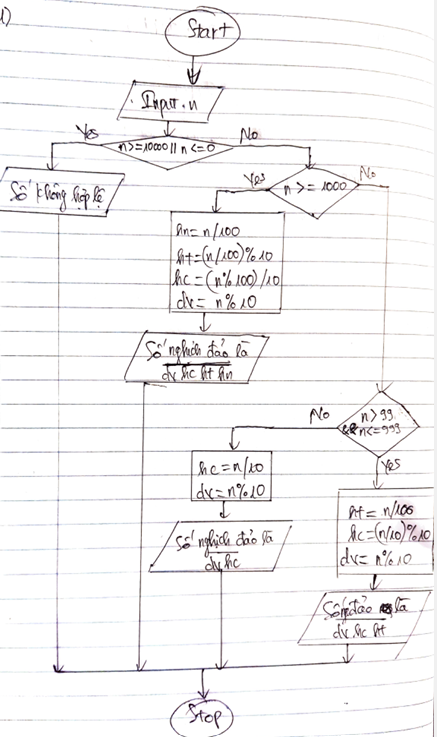 1)
Start
Input n
Yes
n>=10000 || n<=0
No
Số không hợp lệ
Yes
n >= 1000
No
hn = n/100
ht = (n/100)%10
hc = (n%100)/10
dv = n%10
Số nghịch đảo là
dv hc ht hn
No
n > 99
&& n<=999
Yes
hc = n/10
dv = n%10
ht = n/100
hc = (n/10)%10
dv = n%10
Số nghịch đảo là
dv hc
đảo là
dv hc ht
Stop